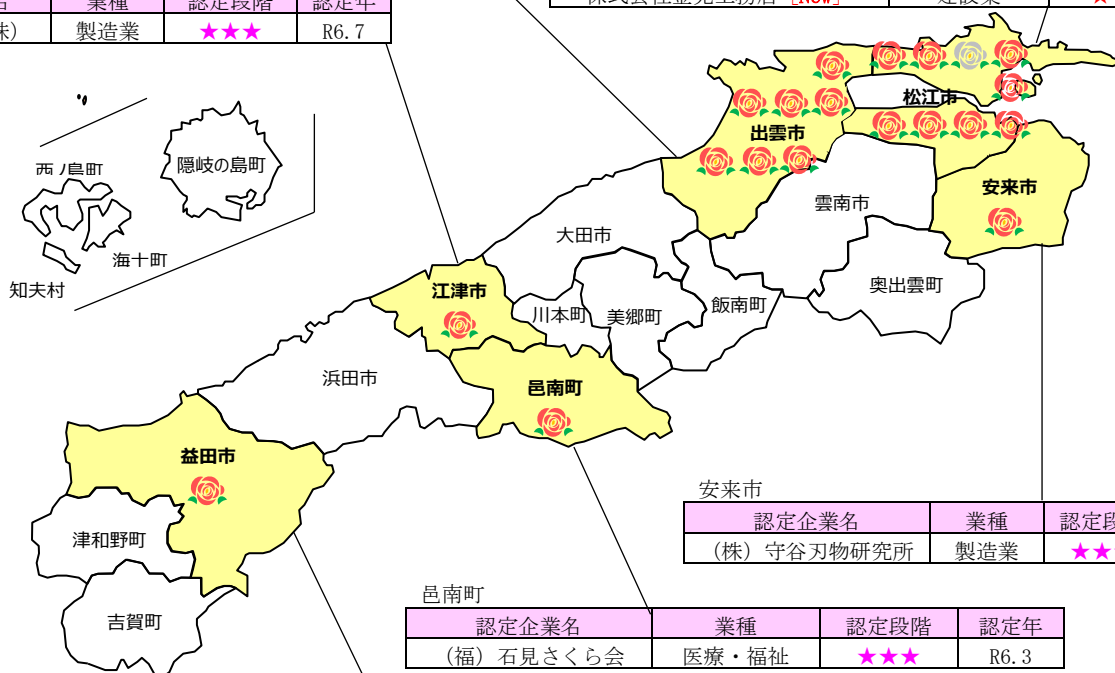 業種 認定段階 認定年
製造業 ★★★ R6.7
[New] 建設業 ★
西ノ島町
隠岐の島町
海士町
知夫村
松江市
出雲市
安来市
雲南市
大田市
奥出雲町
江津市
川本町
美郷町
飯南町
浜田市
邑南町
益田市
津和野町
吉賀町
安来市
認定企業名 業種
(株)守谷刃物研究所 製造業 ★★
邑南町
認定企業名 業種 認定段階 認定年
(福)石見さくら会 医療・福祉 ★★★ R6.3